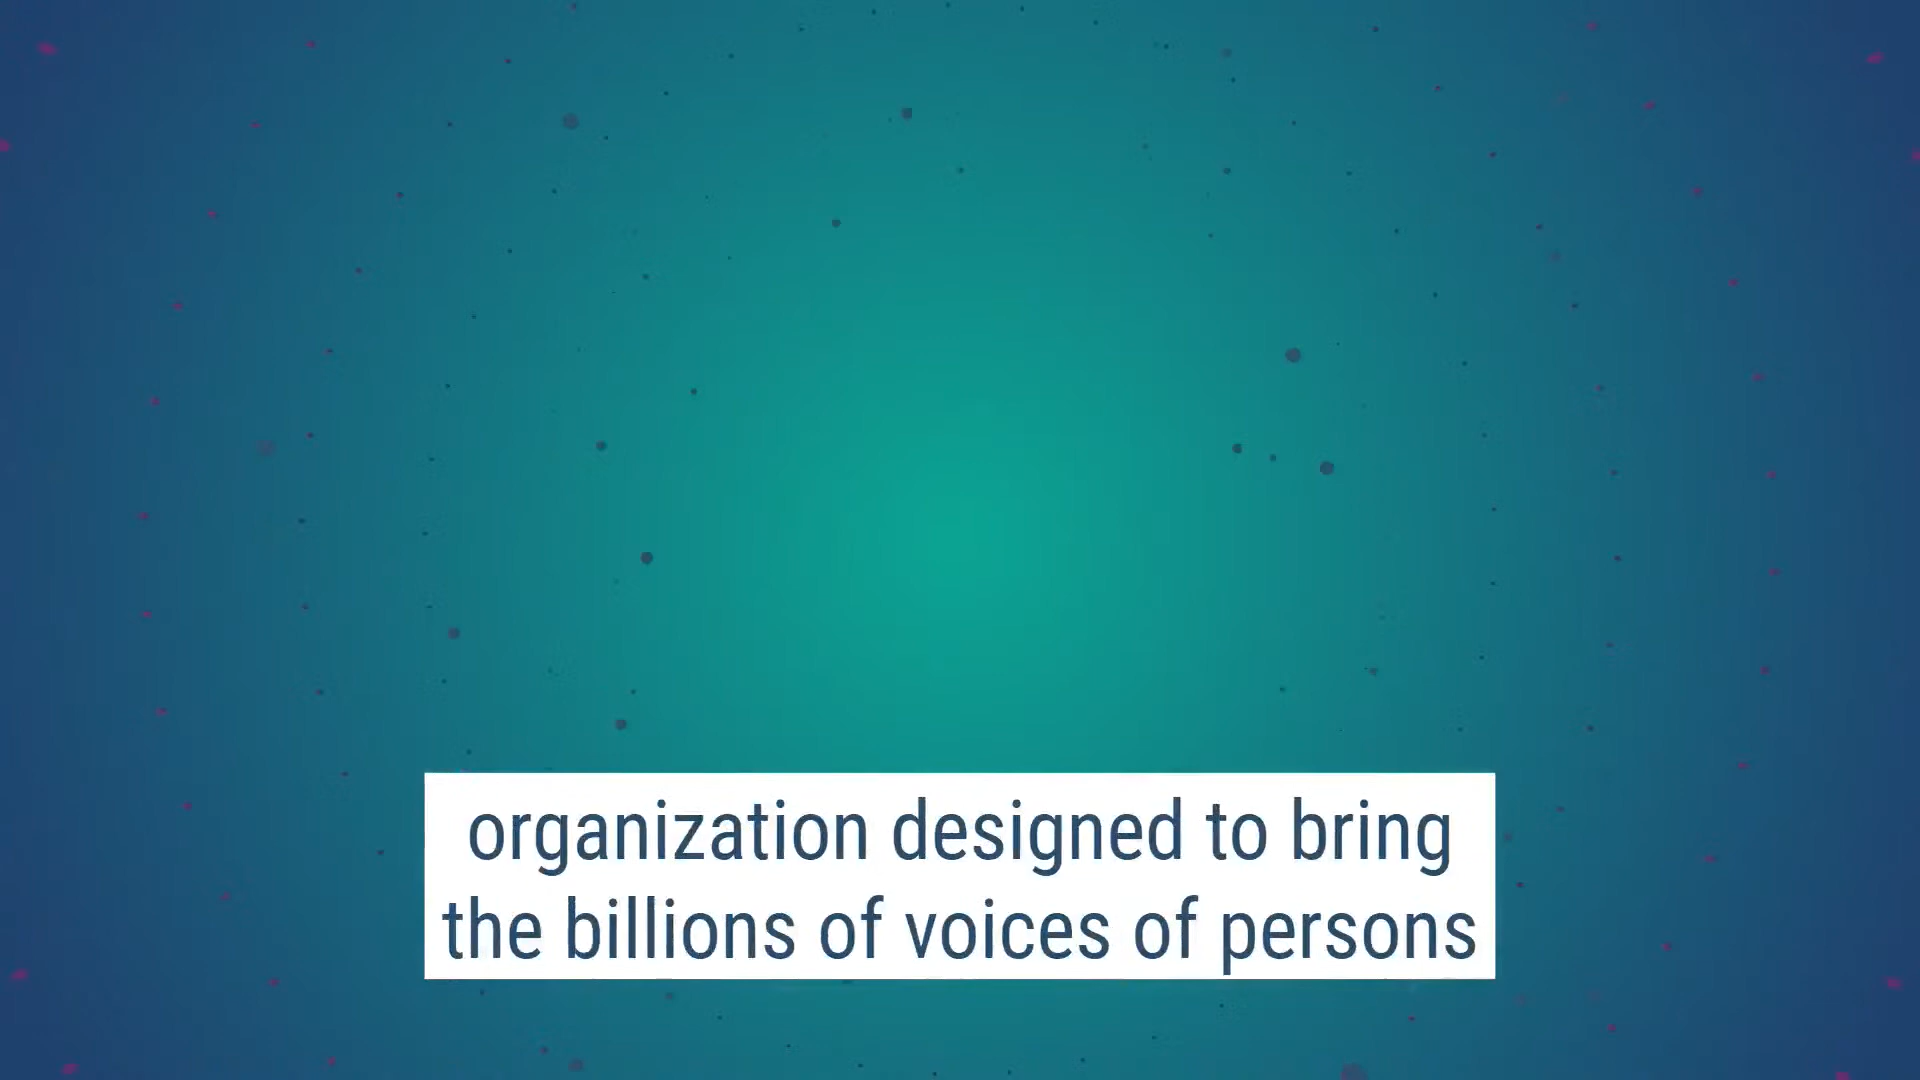 organization designed to bring
the billions of voices of persons